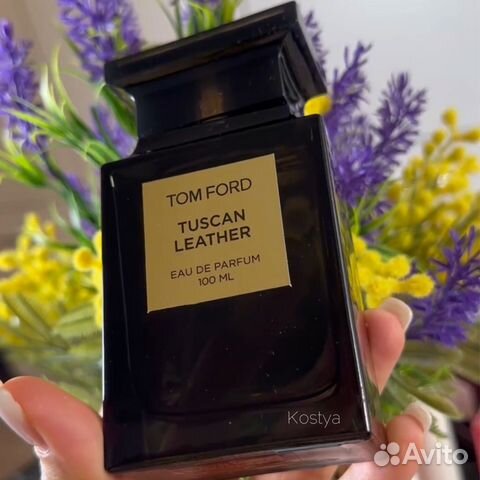 TOM FORD
TUSCAN
LEATHER
EAU DE PARFUM
100 ML
Kostya
Avito